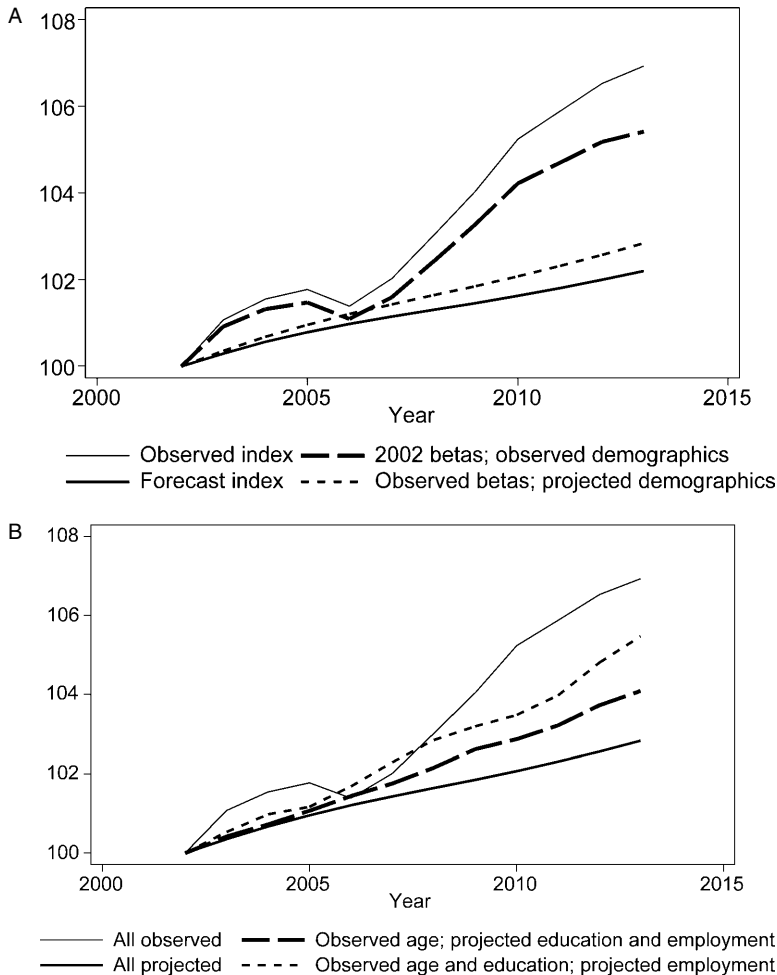 A
108
106
104
102
100
2000 2005 2010 2015
Year
Observed index 2002 betas; observed demographics
Forecast index Observed betas; projected demographics
B
108
106
104
102
100
2000 2005 2010 2015
Year
All observed Observed age; projected education and employment
All projected Observed age and education; projected employment